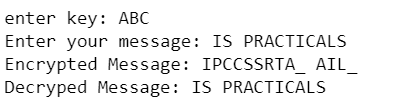 enter key: ABC
Enter your message: IS PRACTICALS
Encrypted Message: IPCCSSRTA_ AIL_
Decryped Message: IS PRACTICALS